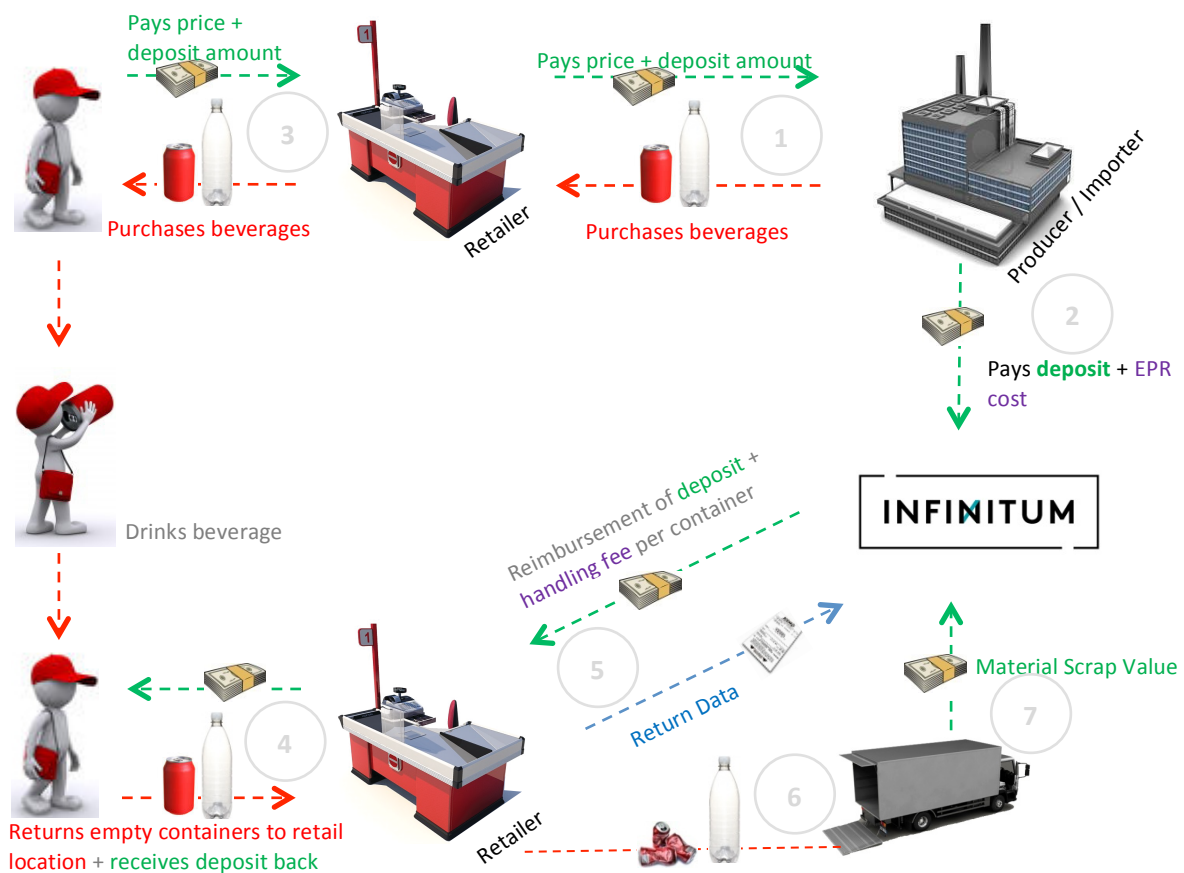 Pays price +
deposit amount
Pays price + deposit amount
1
3
1
Retailer
Purchases beverages
Purchases beverages
Producer / Importer
2
Pays deposit + EPR
cost
INFINITUM
Drinks beverage
Reimbursement of deposit +
handling fee per container
5
Return Data
Material Scrap Value
7
1
4
6
Retailer
Returns empty containers to retail
location + receives deposit back